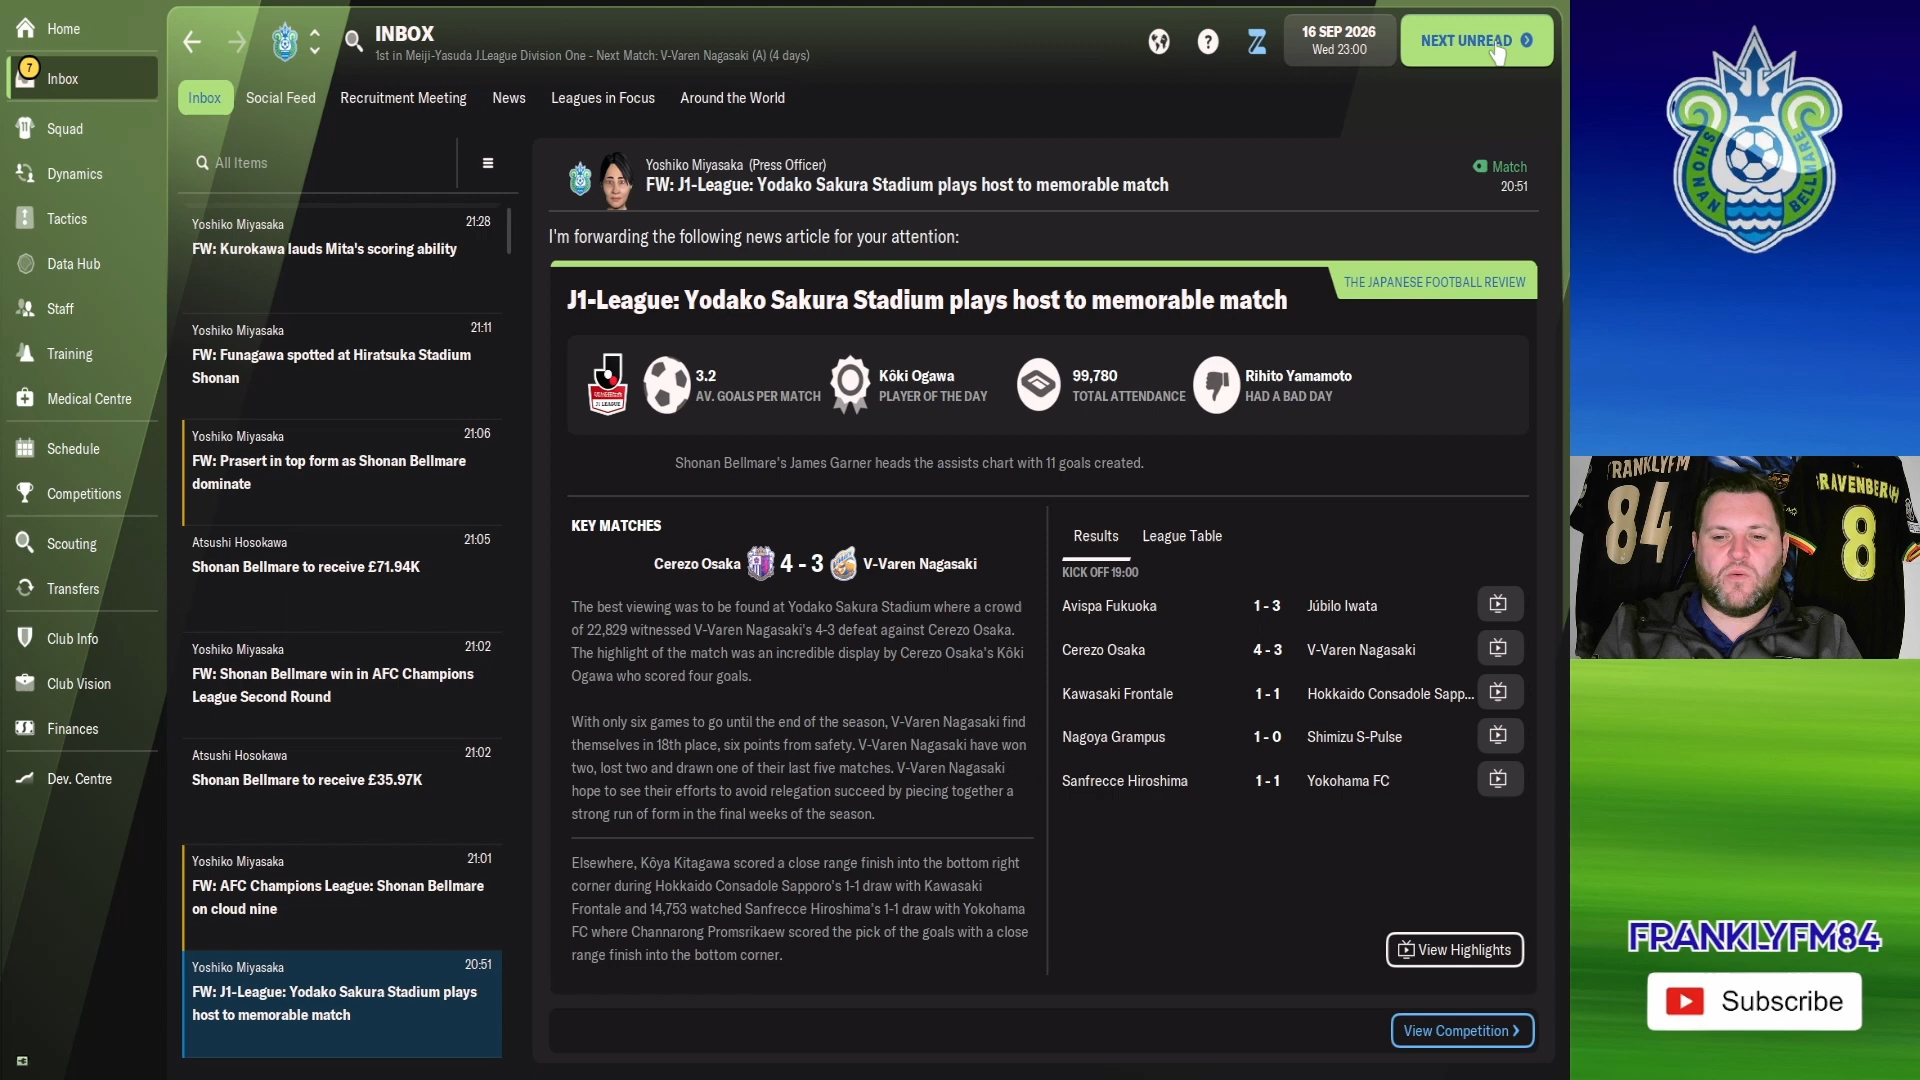 Home
7
Inbox
Squad
Dynamics
Tactics
Data Hub
Staff
Training
Medical Centre
Schedule
Competitions
Scouting
Transfers
Club Info
Club Vision
Finances
Dev. Centre
INBOX
1st in Meiji-Yasuda J.League Division One - Next Match: V-Varen Nagasaki (A) (4 days)
16 SEP 2026
Wed 23:00
NEXT UNREAD
Inbox
Social Feed
Recruitment Meeting
News
Leagues in Focus
Around the World
All Items
Yoshiko Miyasaka
21:28
FW: Kurokawa lauds Mita's scoring ability
Yoshiko Miyasaka
21:11
FW: Funagawa spotted at Hiratsuka Stadium
Shonan
Yoshiko Miyasaka
21:06
FW: Prasert in top form as Shonan Bellmare
dominate
Atsushi Hosokawa
21:05
Shonan Bellmare to receive £71.94K
Yoshiko Miyasaka
21:02
FW: Shonan Bellmare win in AFC Champions
League Second Round
Atsushi Hosokawa
21:02
Shonan Bellmare to receive £35.97K
Yoshiko Miyasaka
21:01
FW: AFC Champions League: Shonan Bellmare
on cloud nine
Yoshiko Miyasaka
20:51
FW: J1-League: Yodako Sakura Stadium plays
host to memorable match
Yoshiko Miyasaka (Press Officer)
FW: J1-League: Yodako Sakura Stadium plays host to memorable match
Match
20:51
I'm forwarding the following news article for your attention:
THE JAPANESE FOOTBALL REVIEW
J1-League: Yodako Sakura Stadium plays host to memorable match
3.2
AV. GOALS PER MATCH
Kôki Ogawa
PLAYER OF THE DAY
99,780
TOTAL ATTENDANCE
Rihito Yamamoto
HAD A BAD DAY
Shonan Bellmare's James Garner heads the assists chart with 11 goals created.
KEY MATCHES
Cerezo Osaka 4 - 3 V-Varen Nagasaki
The best viewing was to be found at Yodako Sakura Stadium where a crowd
of 22,829 witnessed V-Varen Nagasaki's 4-3 defeat against Cerezo Osaka.
The highlight of the match was an incredible display by Cerezo Osaka's Kôki
Ogawa who scored four goals.
With only six games to go until the end of the season, V-Varen Nagasaki find
themselves in 18th place, six points from safety. V-Varen Nagasaki have won
two, lost two and drawn one of their last five matches. V-Varen Nagasaki
hope to see their efforts to avoid relegation succeed by piecing together a
strong run of form in the final weeks of the season.
Elsewhere, Kôya Kitagawa scored a close range finish into the bottom right
corner during Hokkaido Consadole Sapporo's 1-1 draw with Kawasaki
Frontale and 14,753 watched Sanfrecce Hiroshima's 1-1 draw with Yokohama
FC where Channarong Promsrikaew scored the pick of the goals with a close
range finish into the bottom corner.
Results
League Table
KICK OFF 19:00
Avispa Fukuoka 1 - 3 Júbilo Iwata
Cerezo Osaka 4 - 3 V-Varen Nagasaki
Kawasaki Frontale 1 - 1 Hokkaido Consadole Sapp...
Nagoya Grampus 1 - 0 Shimizu S-Pulse
Sanfrecce Hiroshima 1 - 1 Yokohama FC
View Highlights
View Competition
SHONAN BELLMARE
FRANKLYFM
84
RAVENBERCH
8
FRANKLYFM84
Subscribe